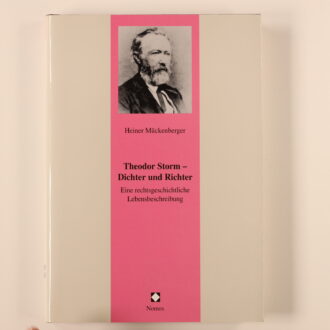 Heiner Mückenberger
Theodor Storm –
Dichter und Richter
Eine rechtsgeschichtliche
Lebensbeschreibung
Nomos